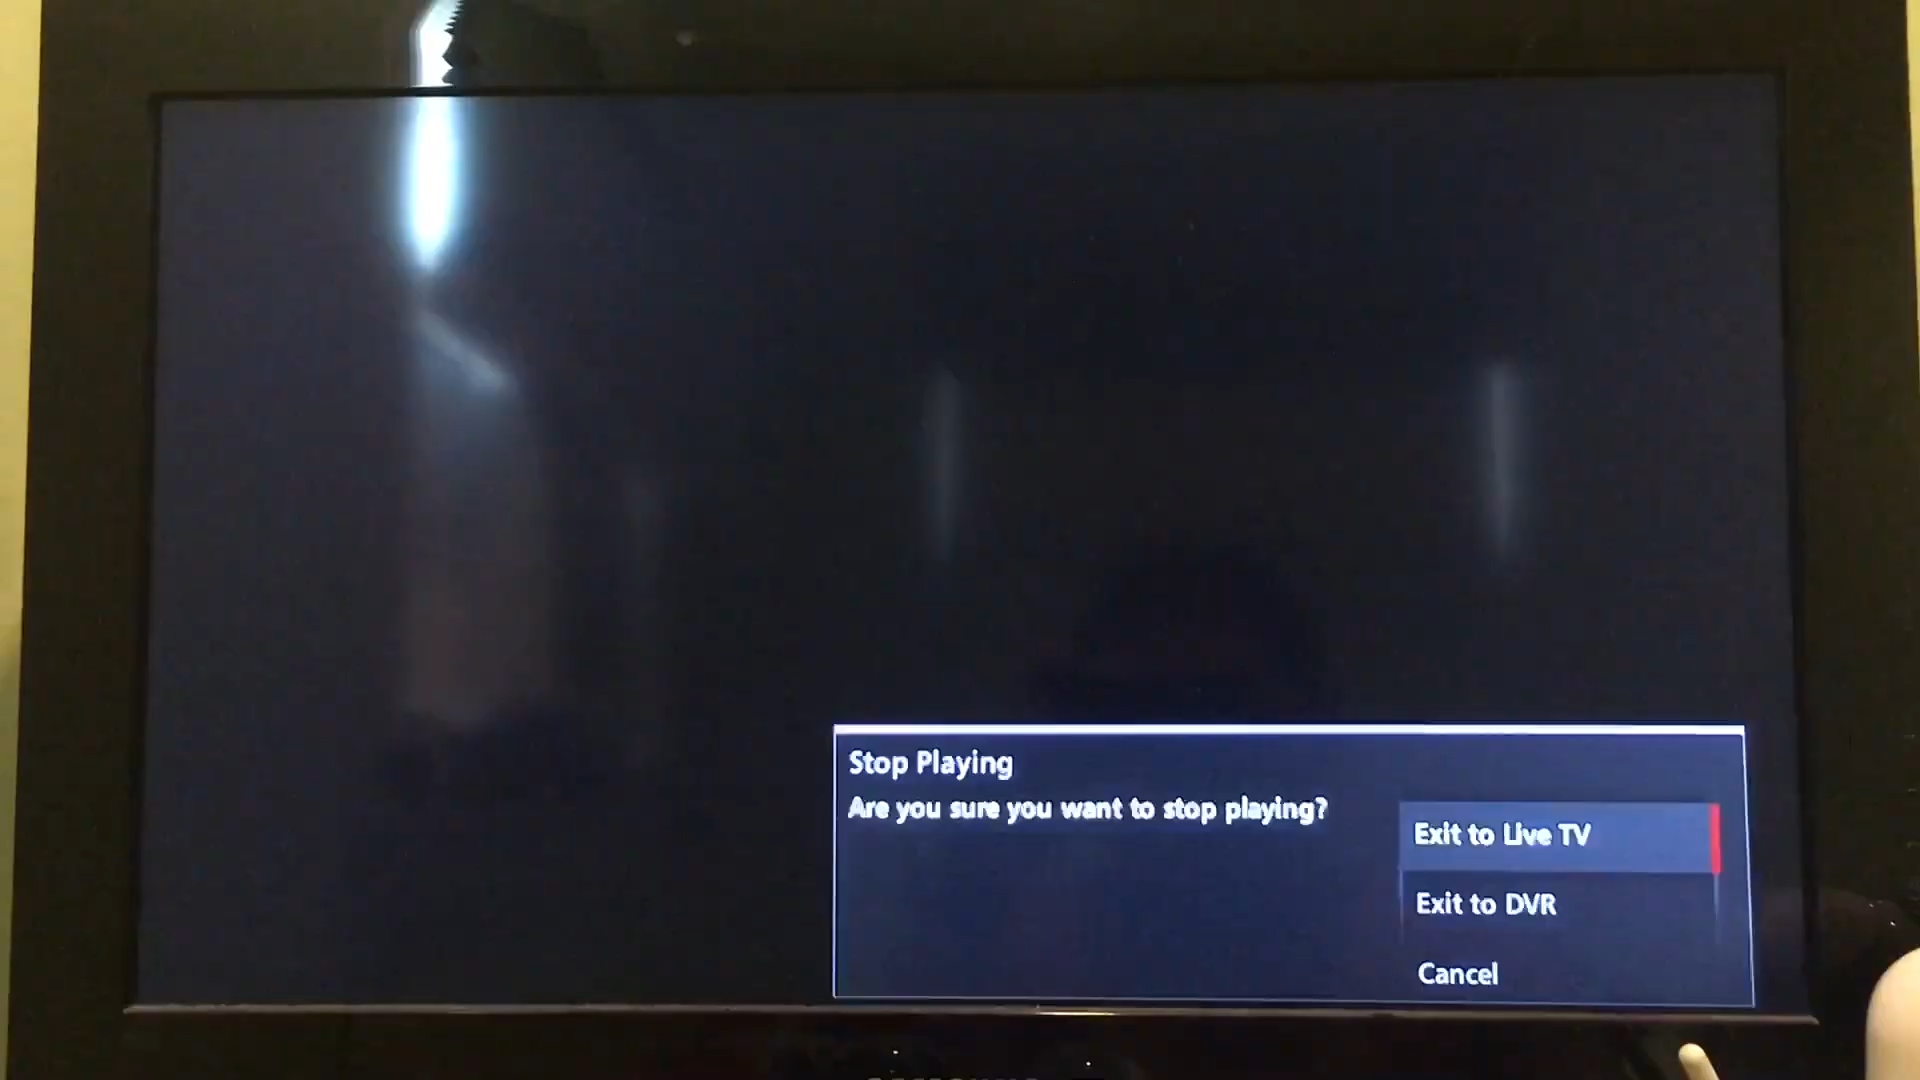 Stop Playing
Are you sure you want to stop playing?
Exit to Live TV
Exit to DVR
Cancel